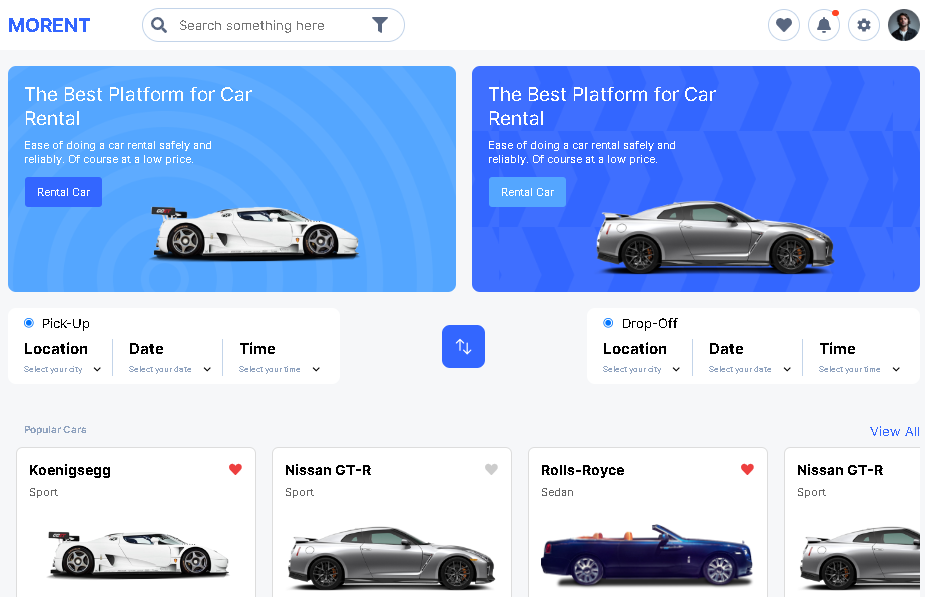 MORENT
Search something here
The Best Platform for Car
Rental
Ease of doing a car rental safely and
reliably. Of course at a low price.
Rental Car
The Best Platform for Car
Rental
Ease of doing a car rental safely and
reliably. Of course at a low price.
Rental Car
Pick-Up
Location
Date
Time
Select your city
Select your date
Select your time
Drop-Off
Location
Date
Time
Select your city
Select your date
Select your time
Popular Cars
View All
Koenigsegg
Sport
Nissan GT-R
Sport
Rolls-Royce
Sedan
Nissan GT-R
Sport